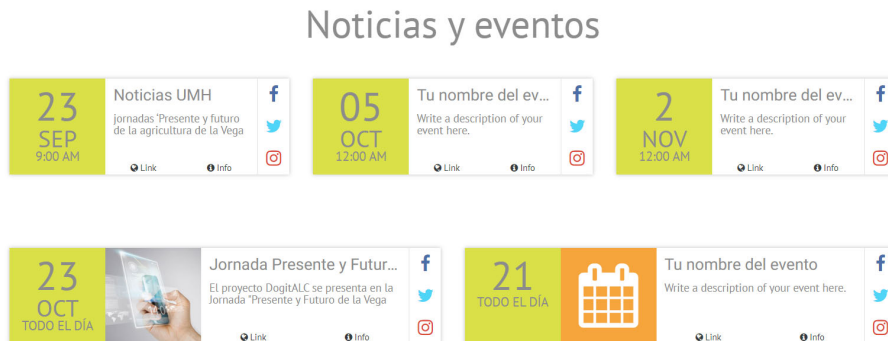 Noticias y eventos
23
SEP
9:00 AM
Noticias UMH
jornadas "Presente y futuro
de la agricultura de la Vega
Link
Info
05
OCT
12:00 AM
Tu nombre del ev...
Write a description of your
event here.
Link
Info
2
NOV
12:00 AM
Tu nombre del ev...
Write a description of your
event here.
Link
Info
23
OCT
TODO EL DÍA
Jornada Presente y Futur...
El proyecto DogitALC se presenta en la
Jornada "Presente y Futuro de la Vega
Link
Info
21
TODO EL DÍA
Tu nombre del evento
Write a description of your event here.
Link
Info